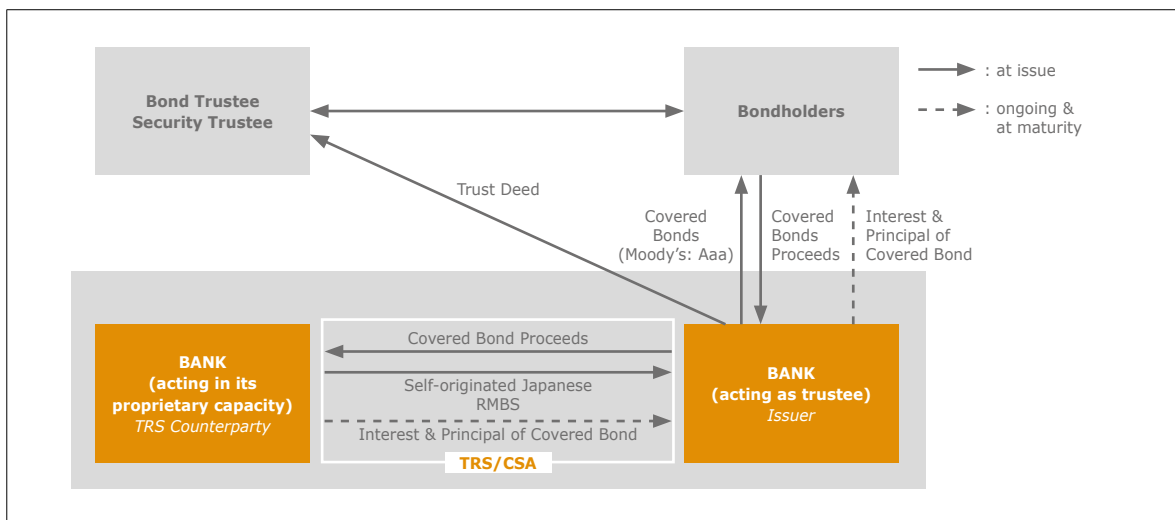 Bond Trustee
Security Trustee
Bondholders
: at issue
: ongoing &
at maturity
Trust Deed
Covered
Bonds
(Moody's: Aaa)
Covered
Bonds
Proceeds
Interest &
Principal of
Covered Bond
BANK
(acting in its
proprietary capacity)
TRS Counterparty
Covered Bond Proceeds
Self-originated Japanese
RMBS
Interest & Principal of Covered Bond
TRS/CSA
BANK
(acting as trustee)
Issuer